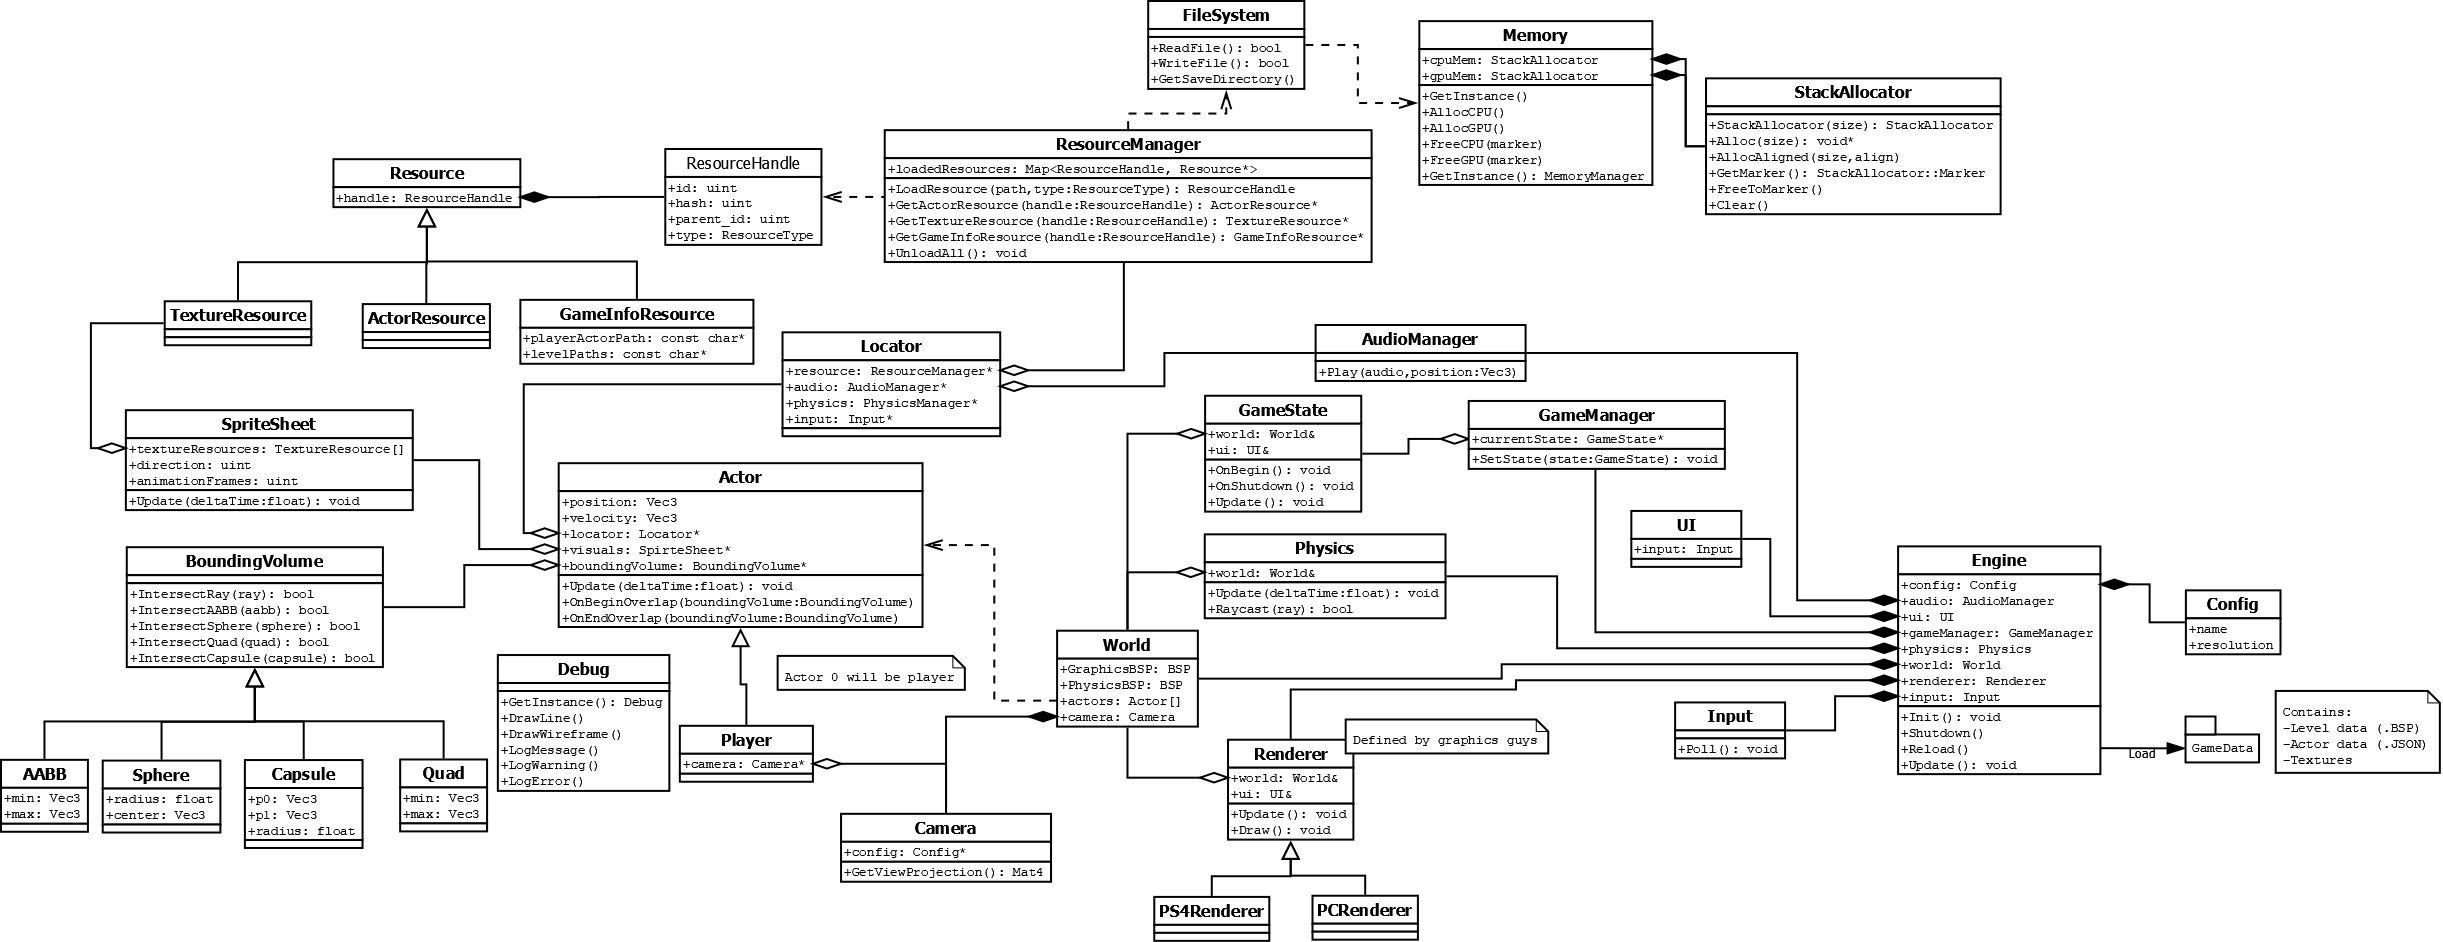 FileSystem
+ReadFile(): bool
+WriteFile(): bool
+GetSaveDirectory()
Memory
+cpuMem: StackAllocator
+gpuMem: StackAllocator
+GetInstance()
+AllocCPU()
+AllocGPU()
+FreeCPU(marker)
+FreeGPU(marker)
+GetInstance(): MemoryManager
StackAllocator
+StackAllocator(size): StackAllocator
+Alloc(size): void*
+AllocAligned(size,align)
+GetMarker(): StackAllocator::Marker
+FreeToMarker()
+Clear()
ResourceManager
+loadedResources: Map<ResourceHandle, Resource*>
+LoadResource(path,type:ResourceType): ResourceHandle
+GetActorResource(handle:ResourceHandle): ActorResource*
+GetTextureResource(handle:ResourceHandle): TextureResource*
+GetGameInfoResource(handle:ResourceHandle): GameInfoResource*
+UnloadAll(): void
ResourceHandle
+id: uint
+hash: uint
+parent_id: uint
+type: ResourceType
Resource
+handle: ResourceHandle
TextureResource
ActorResource
GameInfoResource
+playerActorPath: const char*
+levelPaths: const char*
Locator
+resource: ResourceManager*
+audio: AudioManager*
+physics: PhysicsManager*
+input: Input*
AudioManager
+Play(audio,position:Vec3)
GameState
+world: World&
+ui: UI&
+OnBegin(): void
+OnShutdown(): void
+Update(): void
GameManager
+currentState: GameState*
+SetState(state:GameState): void
SpriteSheet
+textureResources: TextureResource[]
+direction: uint
+animationFrames: uint
+Update(deltaTime:float): void
Actor
+position: Vec3
+velocity: Vec3
+locator: Locator*
+visuals: SpirteSheet*
+boundingVolume: BoundingVolume*
+Update(deltaTime:float): void
+OnBeginOverlap(boundingVolume:BoundingVolume)
+OnEndOverlap(boundingVolume:BoundingVolume)
Physics
+world: World&
+Update(deltaTime:float): void
+Raycast(ray): bool
UI
+input: Input
Engine
+config: Config
+audio: AudioManager
+ui: UI
+gameManager: GameManager
+physics: Physics
+world: World
+renderer: Renderer
+input: Input
+Init(): void
+Shutdown()
+Reload()
+Update(): void
Config
+name
+resolution
BoundingVolume
+IntersectRay(ray): bool
+IntersectAABB(aabb): bool
+IntersectSphere(sphere): bool
+IntersectQuad(quad): bool
+IntersectCapsule(capsule): bool
Debug
+GetInstance(): Debug
+DrawLine()
+DrawWireframe()
+LogMessage()
+LogWarning()
+LogError()
Actor 0 will be player
World
+GraphicsBSP: BSP
+PhysicsBSP: BSP
+actors: Actor[]
+camera: Camera
Player
+camera: Camera*
Input
+Poll(): void
Load
GameData
Contains:
-Level data (.BSP)
-Actor data (.JSON)
-Textures
Defined by graphics guys
Renderer
+world: World&
+ui: UI&
+Update(): void
+Draw(): void
AABB
+min: Vec3
+max: Vec3
Sphere
+radius: float
+center: Vec3
Capsule
+p0: Vec3
+p1: Vec3
+radius: float
Quad
+min: Vec3
+max: Vec3
Camera
+config: Config*
+GetViewProjection(): Mat4
PS4Renderer
PCRenderer